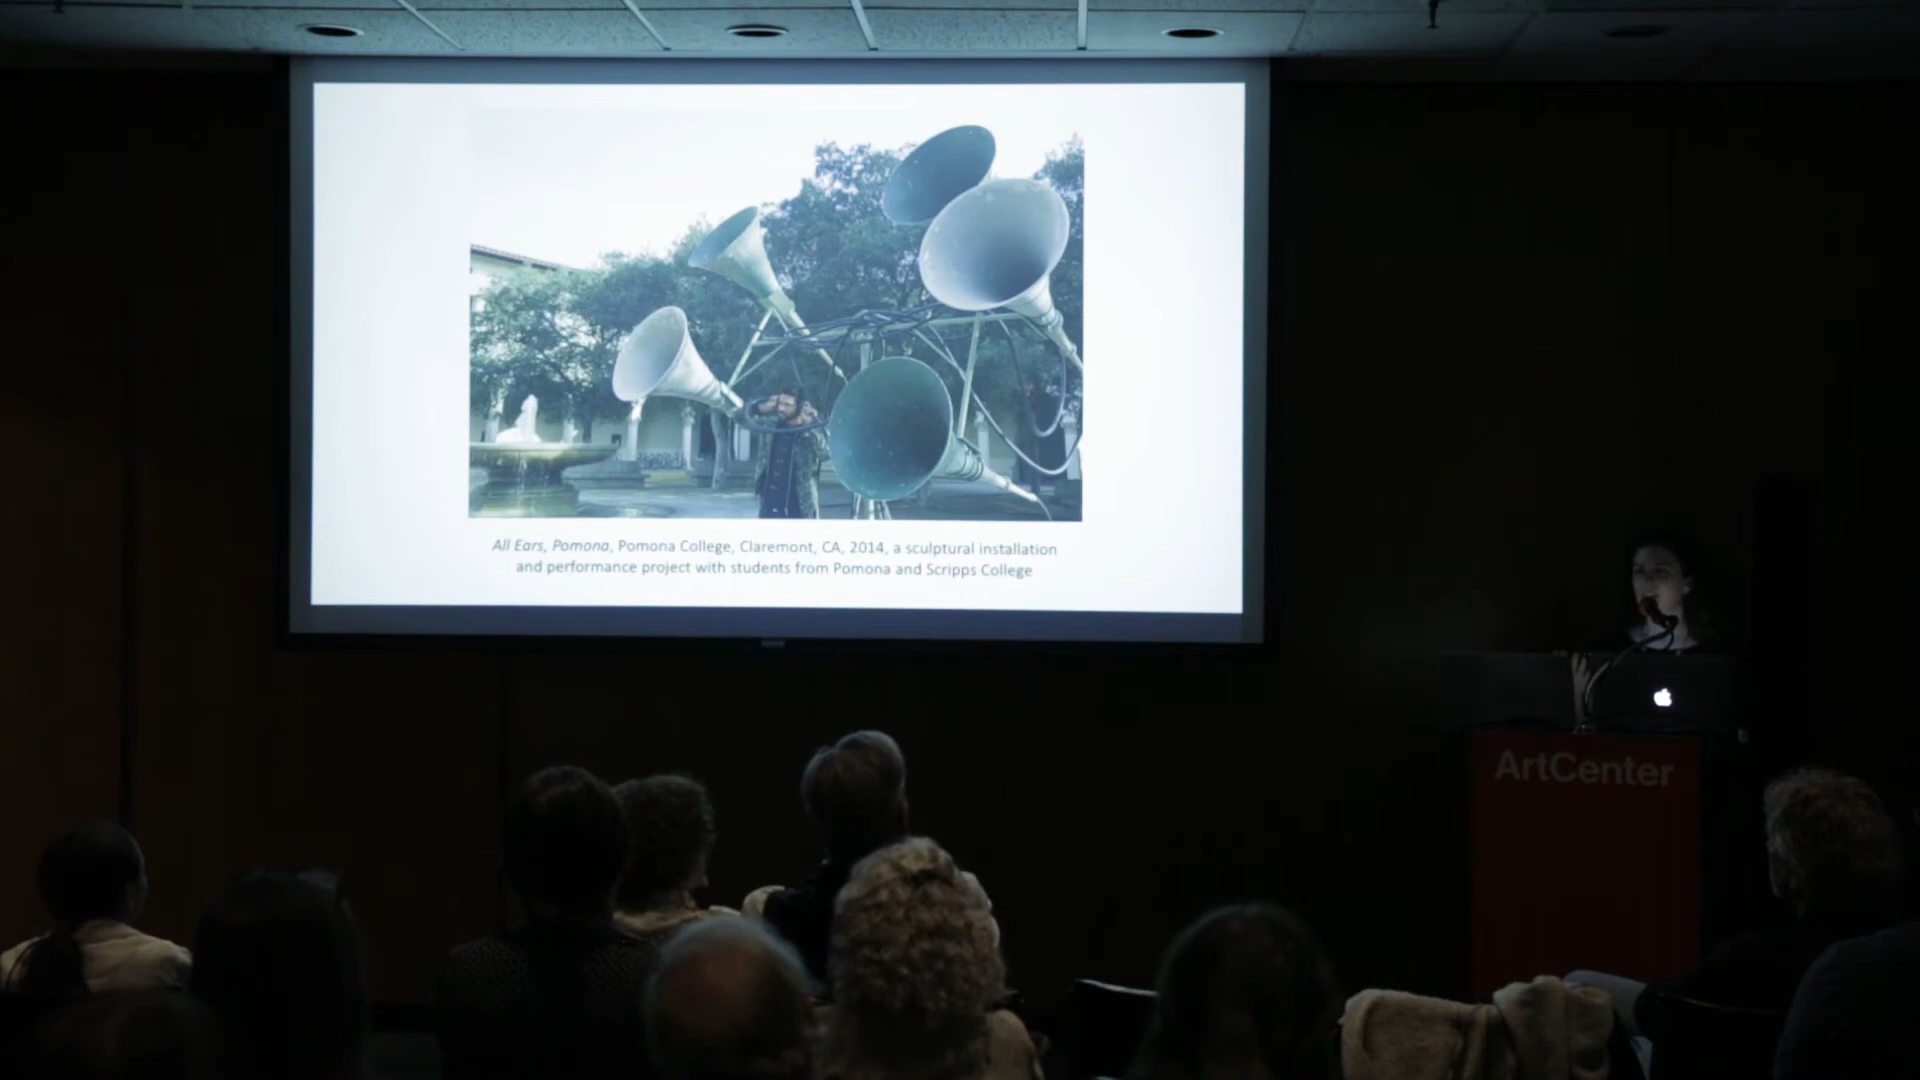 All Ears, Pomona, Pomona College, Claremont, CA, 2014, a sculptural installation
and performance project with students from Pomona and Scripps College
ArtCenter